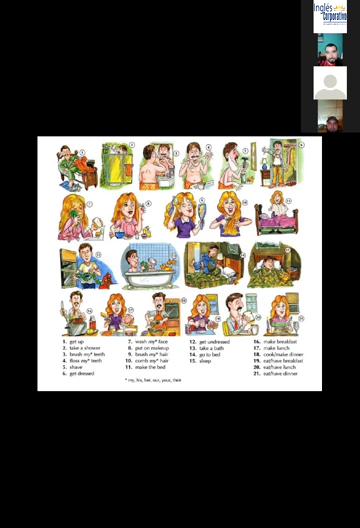 Inglés
Corporativo
1. get up
2. take a shower
3. brush my* teeth
4. floss my* teeth
5. shave
6. get dressed
7. wash my* face
8. put on makeup
9. brush my* hair
10. comb my* hair
11. make the bed
12. get undressed
13. take a bath
14. go to bed
15. sleep
16. make breakfast
17. make lunch
18. cook/make dinner
19. eat/have breakfast
20. eat/have lunch
21. eat/have dinner
* my, his, her, our, your, their